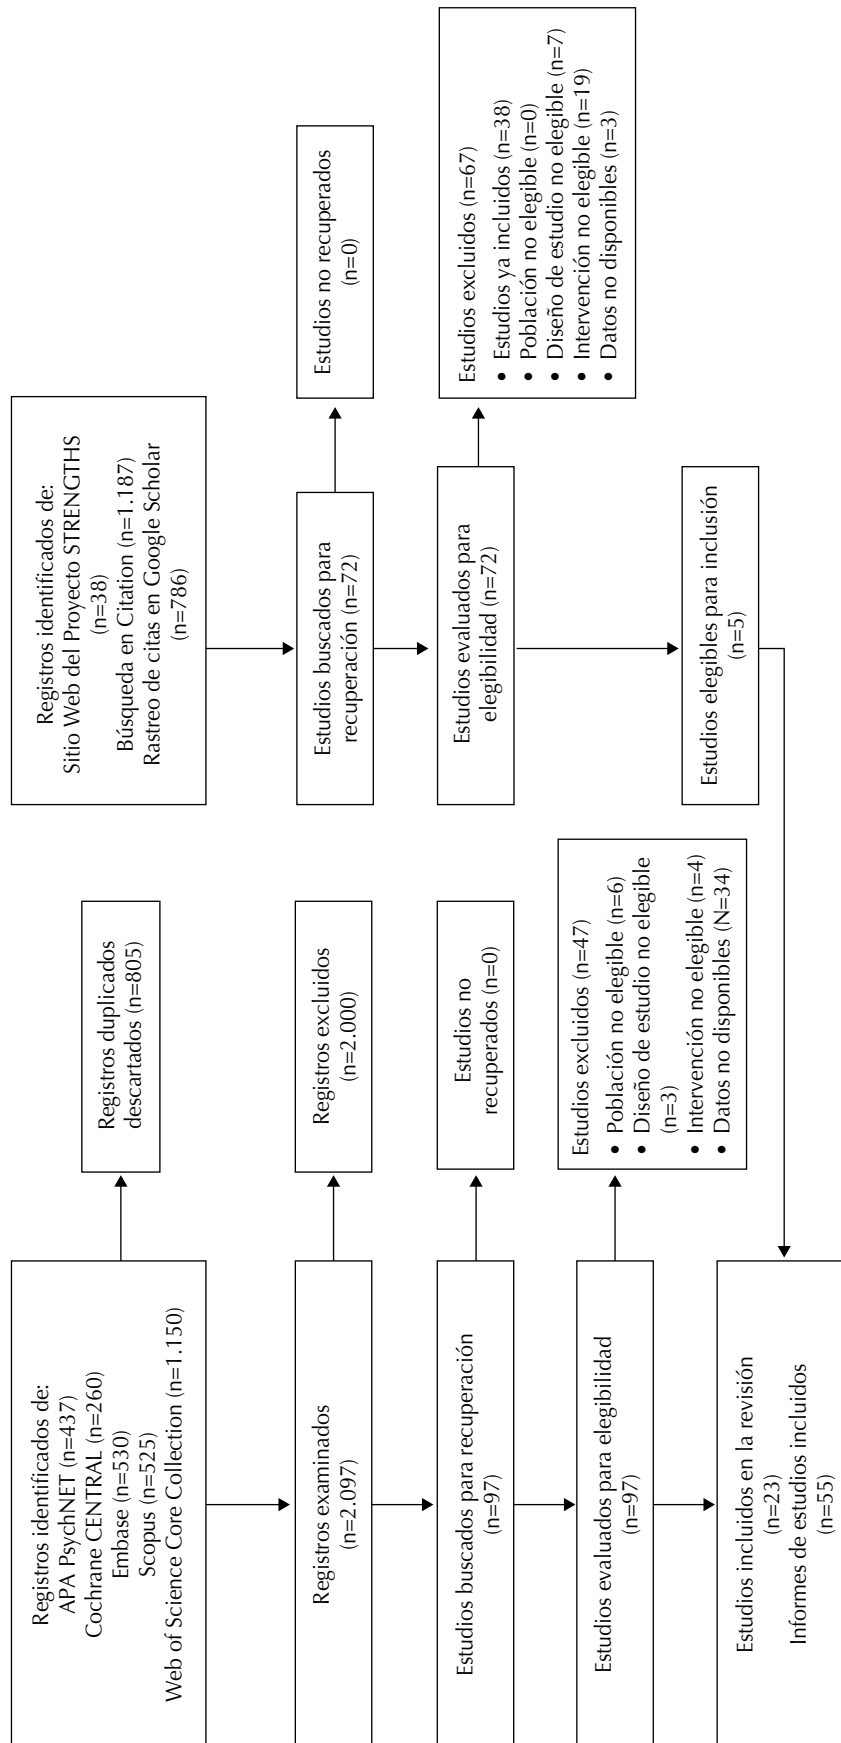 Registros identificados de:
APA PsychNET (n=437)
Cochrane CENTRAL (n=260)
Embase (n=530)
Scopus (n=525)
Web of Science Core Collection (n=1.150)
Registros duplicados
descartados (n=805)
Registros examinados
(n=2.097)
Registros excluidos
(n=2.000)
Estudios buscados para recuperación
(n=97)
Estudios no
recuperados (n=0)
Estudios evaluados para elegibilidad
(n=97)
Estudios excluidos (n=47)
• Población no elegible (n=6)
• Diseño de estudio no elegible
(n=3)
• Intervención no elegible (n=4)
• Datos no disponibles (N=34)
Estudios incluidos en la revisión
(n=23)
Informes de estudios incluidos
(n=55)
Registros identificados de:
Sitio Web del Proyecto STRENGTHS
(n=38)
Búsqueda en Citation (n=1.187)
Rastreo de citas en Google Scholar
(n=786)
Estudios buscados para
recuperación (n=72)
Estudios no recuperados
(n=0)
Estudios evaluados para
elegibilidad (n=72)
Estudios excluidos (n=67)
• Estudios ya incluidos (n=38)
• Población no elegible (n=0)
• Diseño de estudio no elegible (n=7)
• Intervención no elegible (n=19)
• Datos no disponibles (n=3)
Estudios elegibles para inclusión
(n=5)